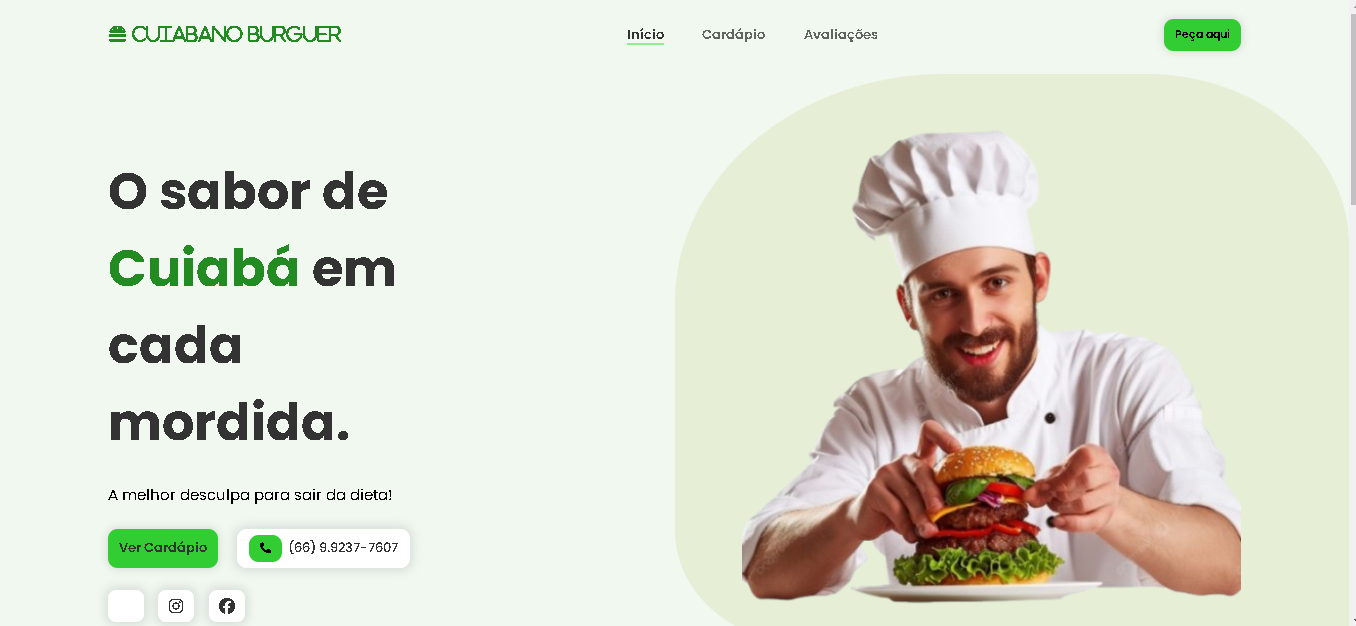 CUIABANO BURGUER
Início
Cardápio
Avaliações
Peça aqui
O sabor de
Cuiabá em
cada
mordida.
A melhor desculpa para sair da dieta!
Ver Cardápio
(66) 9.9237-7607